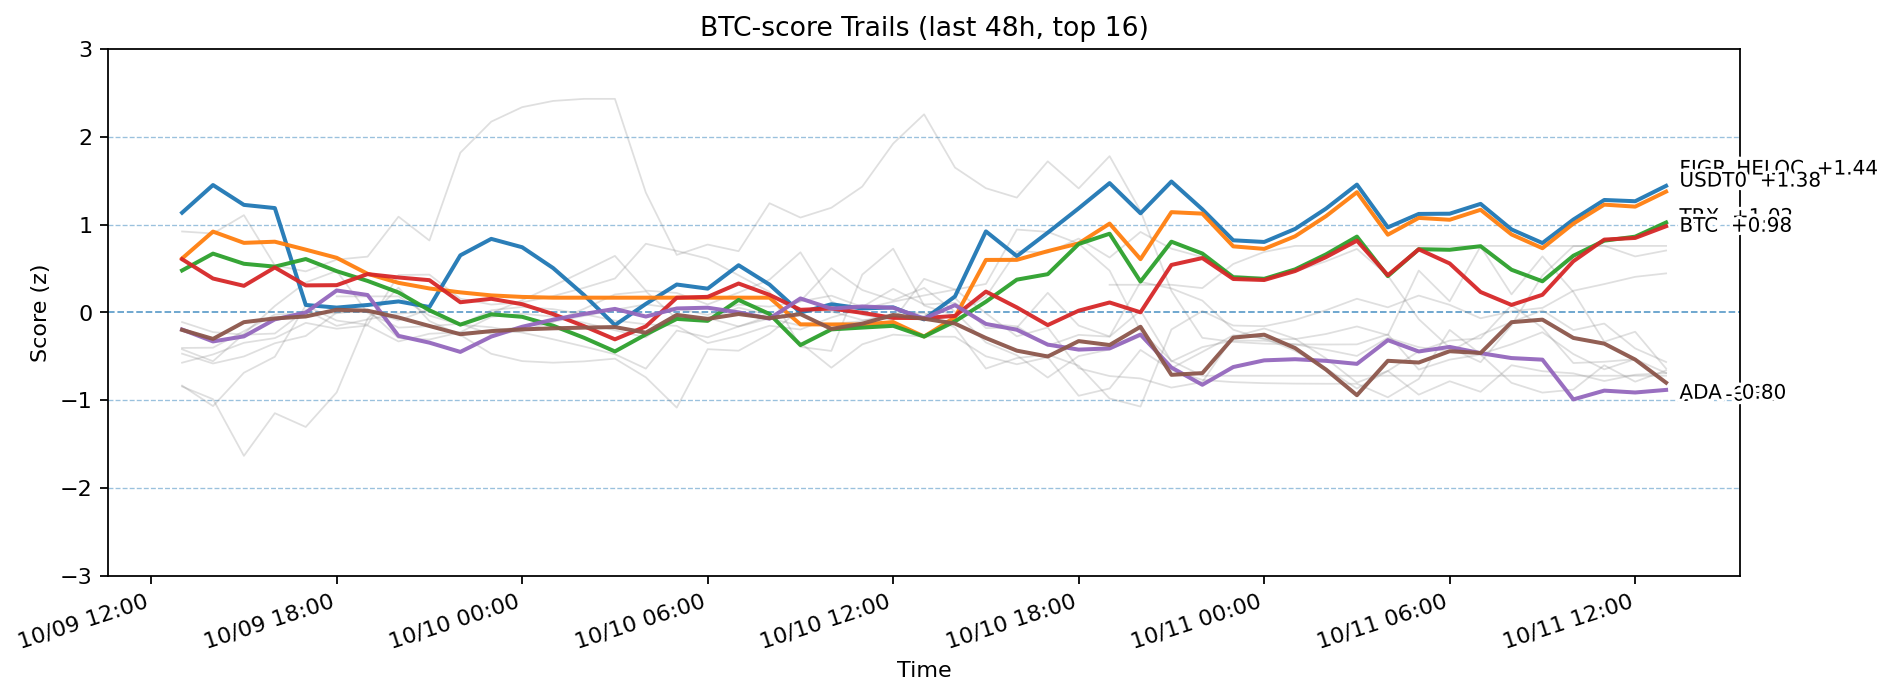 BTC-score Trails (last 48h, top 16)
3
2
1
0
−1
−2
−3
Score (z)
FIGR_HELOC +1.44
USDT0 +1.38
BTC +0.98
ADA
10/09 12:00
10/09 18:00
10/10 00:00
10/10 06:00
10/10 12:00
10/10 18:00
10/11 00:00
10/11 06:00
10/11 12:00
Time